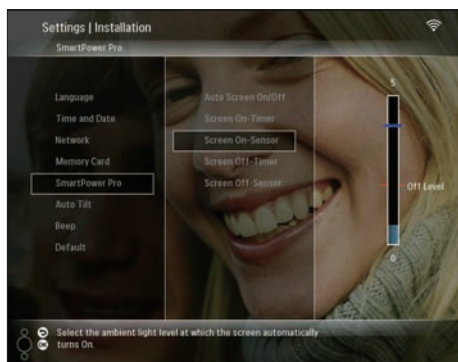 Settings | Installation
SmartPower Pro
Language
Time and Date
Network
Memory Card
SmartPower Pro
Auto Tilt
Beep
Default
Auto Screen On/Off
Screen On-Timer
Screen On-Sensor
Screen Off-Timer
Screen Off-Sensor
5
Off Level
0
OK
Select the ambient light level at which the screen automatically
turns On.